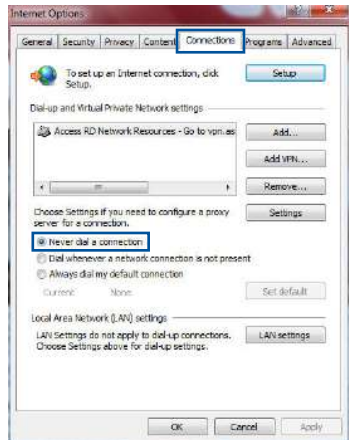 Internet Options
General Security Privacy Content Connections Programs Advanced
To set up an Internet connection, click
Setup.
Setup
Dial-up and Virtual Private Network settings
Access RD Network Resources - Go to vpn.as
Add...
Add VPN...
Remove...
Choose Settings if you need to configure a proxy
server for a connection.
Settings
Never dial a connection
Dial whenever a network connection is not present
Always dial my default connection
Current None
Set default
Local Area Network (LAN) settings
LAN Settings do not apply to dial-up connections.
Choose Settings above for dial-up settings.
LAN settings
OK Cancel Apply